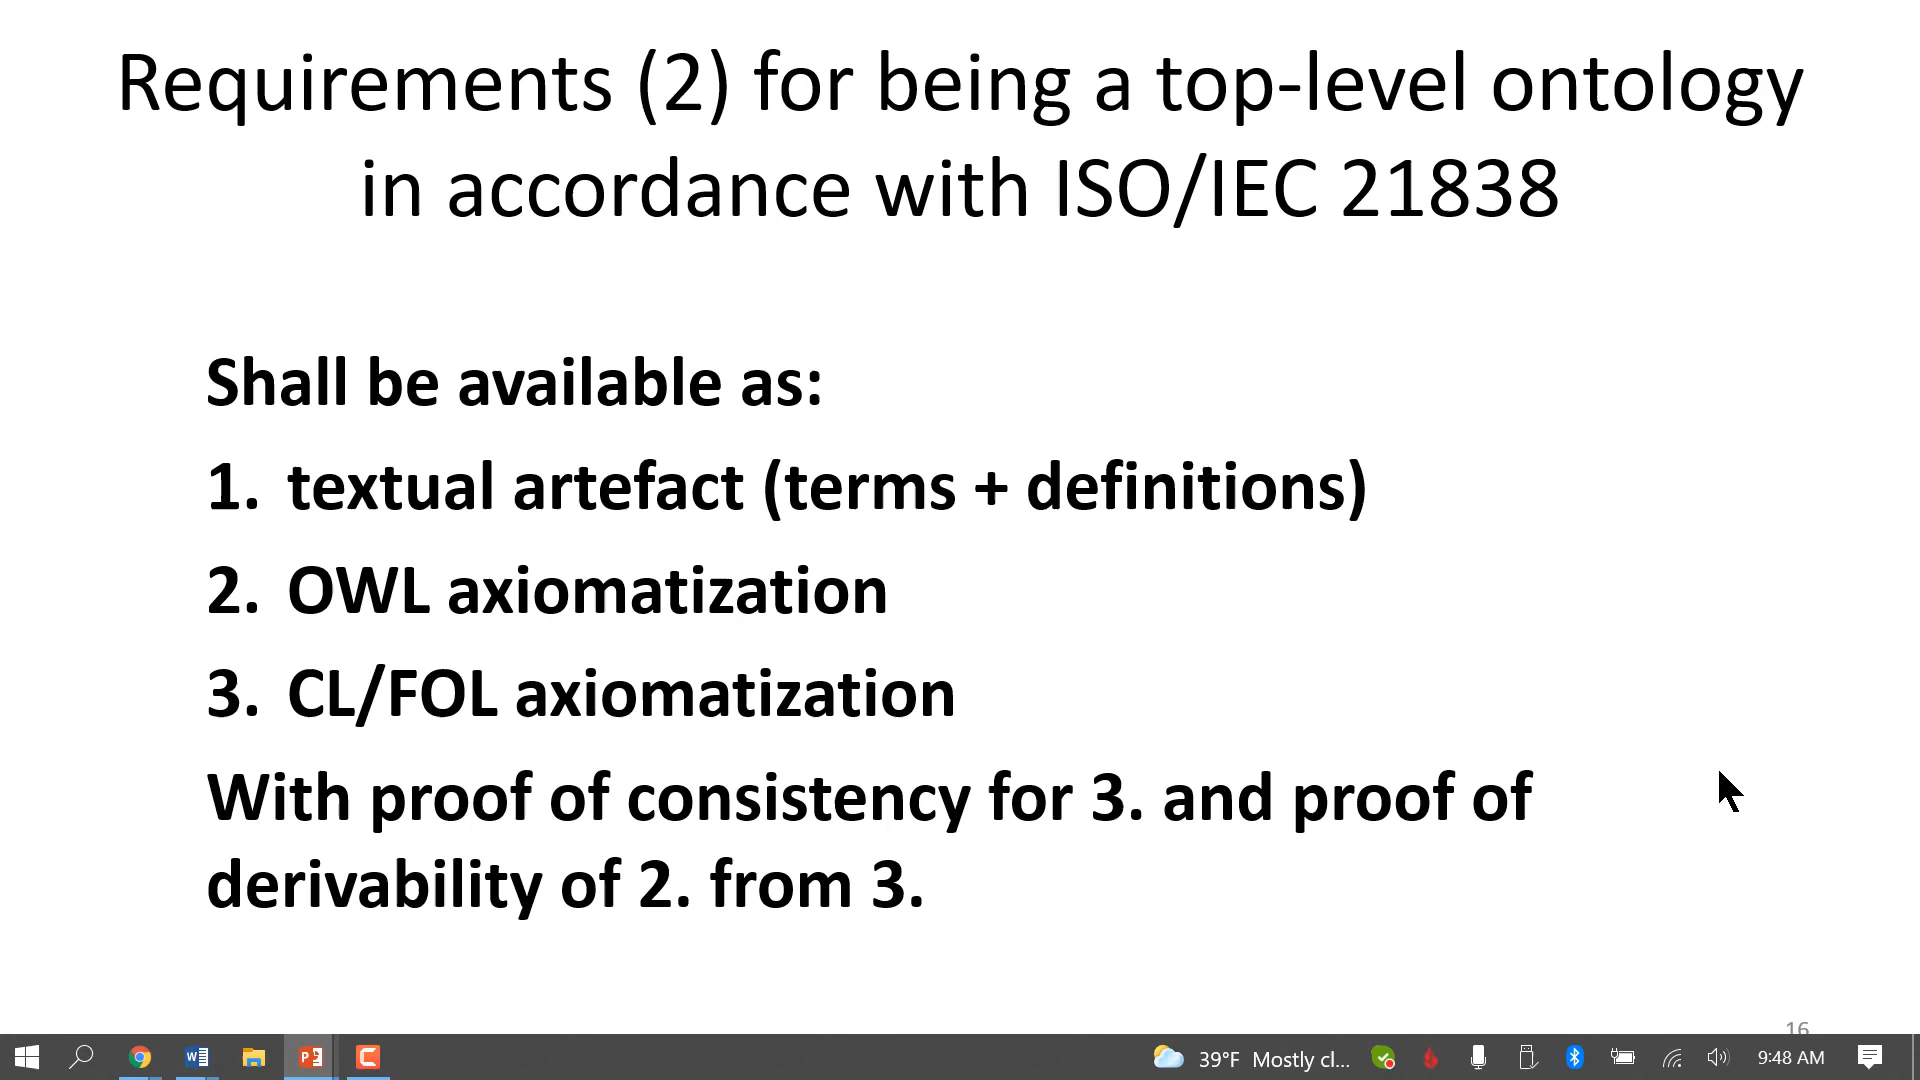 Requirements (2) for being a top-level ontology
in accordance with ISO/IEC 21838
Shall be available as:
1. textual artefact (terms + definitions)
2. OWL axiomatization
3. CL/FOL axiomatization
With proof of consistency for 3. and proof of
derivability of 2. from 3.
16
39°F Mostly cl... 9:48 AM